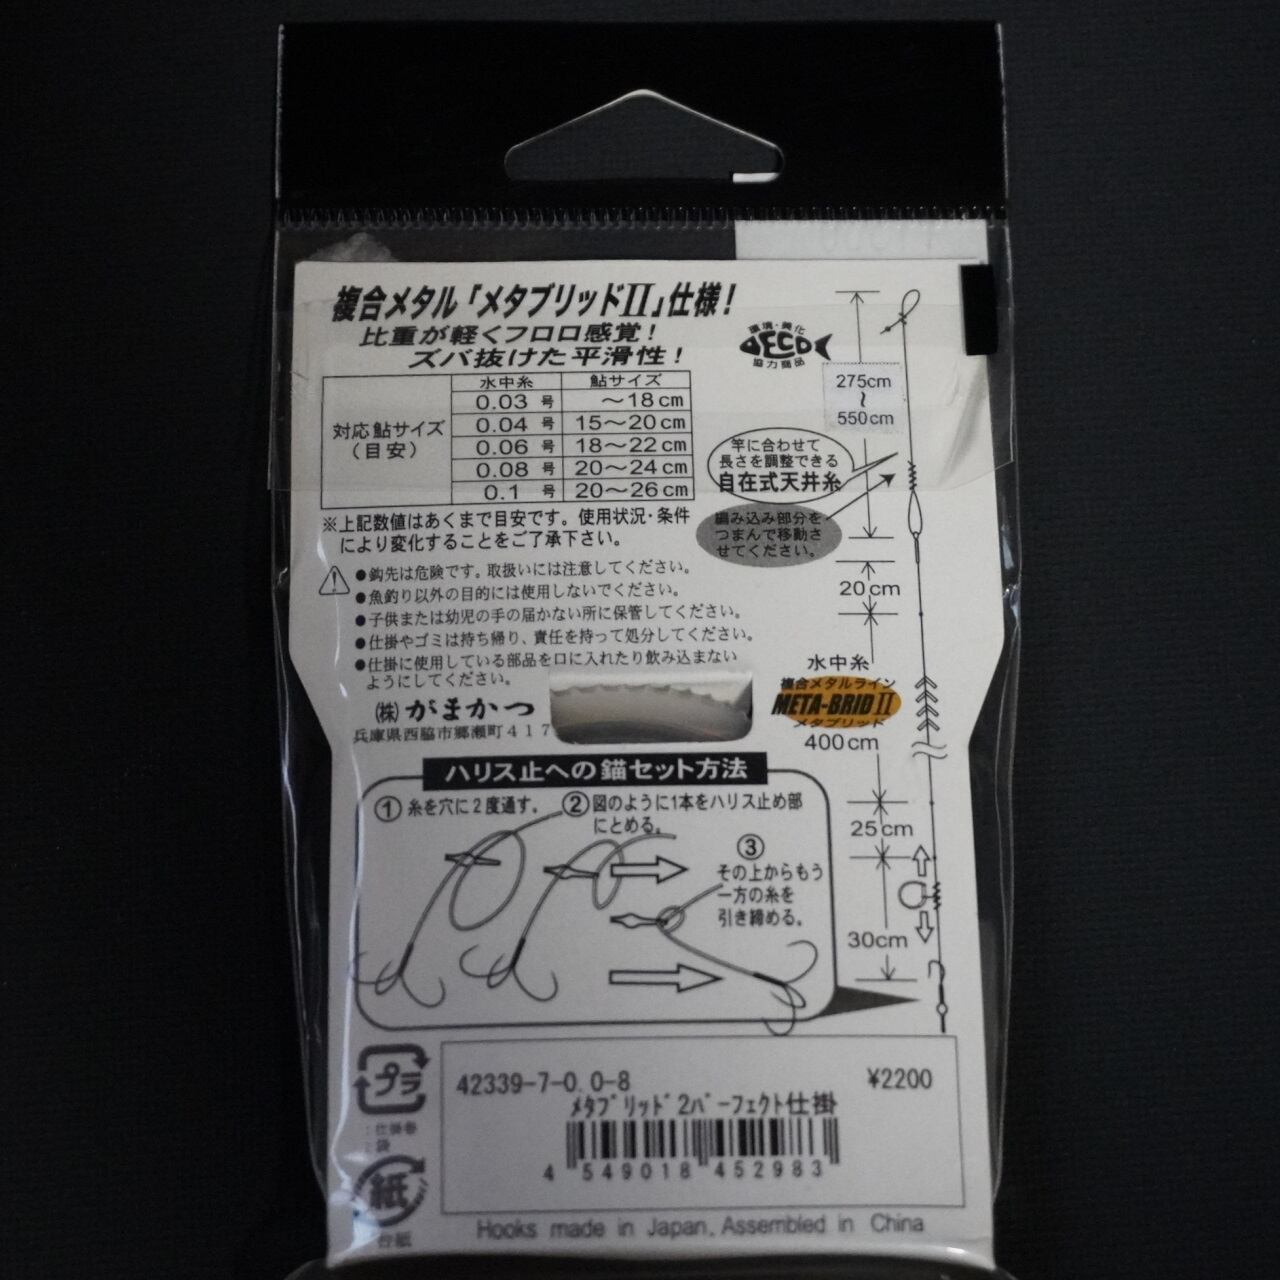 複合メタル「メタブリッドⅡ」仕様！
比重が軽くフロロ感覚！
ズバ抜けた平滑性！
環境・美化
ECO
協力商品
水中糸 鮎サイズ
対応鮎サイズ
（目安）
0.03 号 ～18cm
0.04 号 15～20cm
0.06 号 18～22cm
0.08 号 20～24cm
0.1 号 20～26cm
※上記数値はあくまで目安です。使用状況・条件
により変化することをご了承下さい。
●鈎先は危険です。取扱いには注意してください。
●魚釣り以外の目的には使用しないでください。
●子供または幼児の手の届かない所に保管してください。
●仕掛やゴミは持ち帰り、責任を持って処分してください。
●仕掛に使用している部品を口に入れたり飲み込まない
ようにしてください。
(株)がまかつ
兵庫県西脇市郷瀬町417
275cm
～
550cm
竿に合わせて
長さを調整できる
自在式天井糸
編み込み部分を
つまんで移動さ
せてください。
20cm
水中糸
複合メタルライン
META-BRID Ⅱ
メタブリッド
400cm
25cm
30cm
ハリス止への錨セット方法
① 糸を穴に2度通す。
② 図のように1本をハリス止め部
にとめる。
③
その上からもう
一方の糸を
引き締める。
プラ
:仕掛巻
袋
紙
台紙
42339-7-0.0-8 ¥2200
ﾒﾀﾌﾞﾘｯﾄﾞ2ﾊﾟｰﾌｪｸﾄ仕掛
4 549018 452983
Hooks made in Japan, Assembled in China